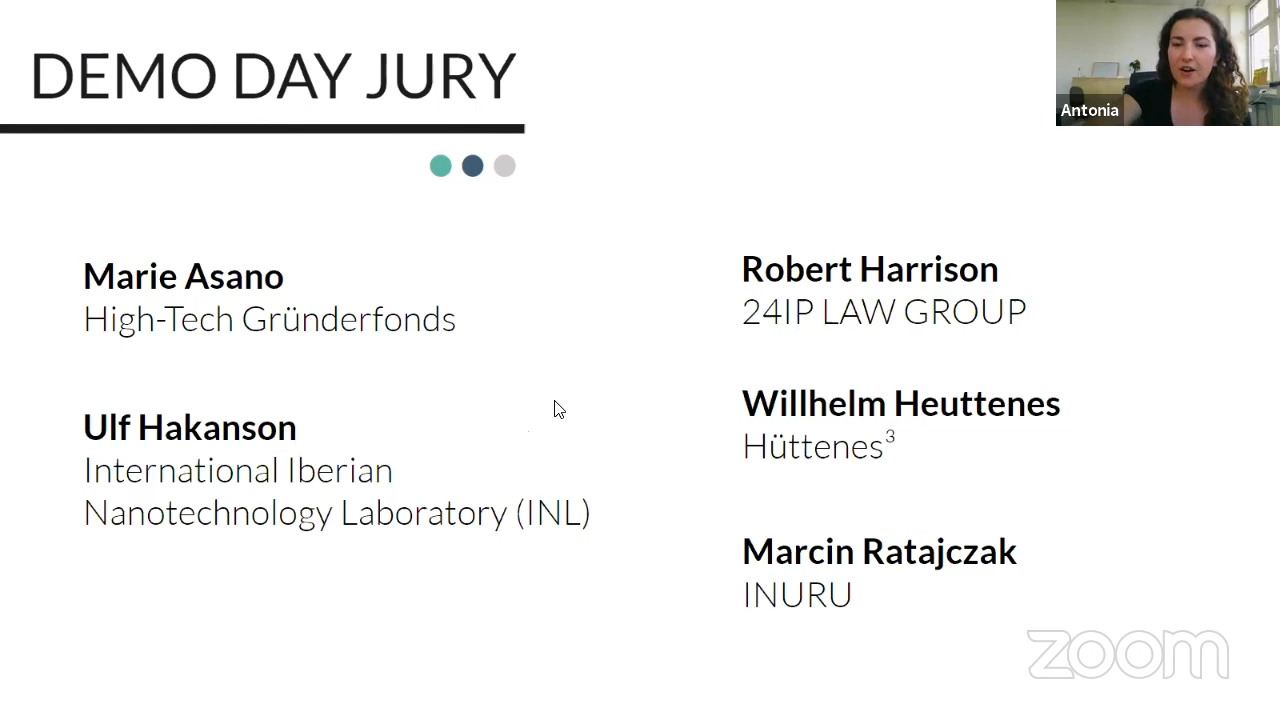 DEMO DAY JURY
Antonia
Marie Asano
High-Tech Gründerfonds
Ulf Hakanson
International Iberian
Nanotechnology Laboratory (INL)
Robert Harrison
24IP LAW GROUP
Willhelm Heuttenes
Hüttenes³
Marcin Ratajczak
INURU
zoom